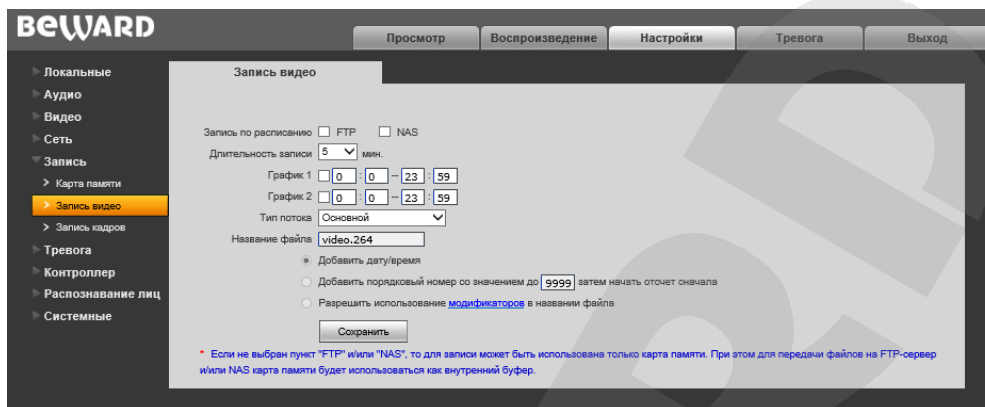 BEWARD
Просмотр Воспроизведение Настройки Тревога Выход
Локальные
Аудио
Видео
Сеть
Запись
Карта памяти
Запись видео
Запись кадров
Тревога
Контроллер
Распознавание лиц
Системные
Запись видео
Запись по расписанию FTP NAS
Длительность записи 5 мин.
График 1 0 : 0 – 23 : 59
График 2 0 : 0 – 23 : 59
Тип потока Основной
Название файла video.264
Добавить дату/время
Добавить порядковый номер со значением до 9999 затем начать отсчет сначала
Разрешить использование модификаторов в названии файла
Сохранить
* Если не выбран пункт "FTP" и/или "NAS", то для записи может быть использована только карта памяти. При этом для передачи файлов на FTP-сервер
и/или NAS карта памяти будет использоваться как внутренний буфер.